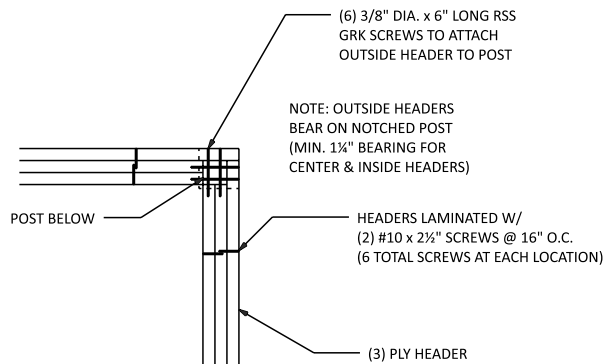 (6) 3/8" DIA. x 6" LONG RSS
GRK SCREWS TO ATTACH
OUTSIDE HEADER TO POST
NOTE: OUTSIDE HEADERS
BEAR ON NOTCHED POST
(MIN. 1¼" BEARING FOR
CENTER & INSIDE HEADERS)
POST BELOW
HEADERS LAMINATED W/
(2) #10 x 2½" SCREWS @ 16" O.C.
(6 TOTAL SCREWS AT EACH LOCATION)
(3) PLY HEADER